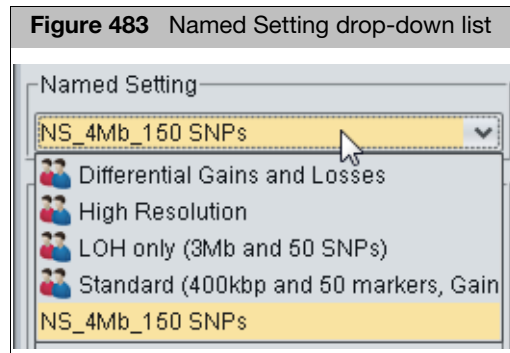 Figure 483 Named Setting drop-down list
Named Setting
NS_4Mb_150 SNPs
Differential Gains and Losses
High Resolution
LOH only (3Mb and 50 SNPs)
Standard (400kbp and 50 markers, Gain
NS_4Mb_150 SNPs